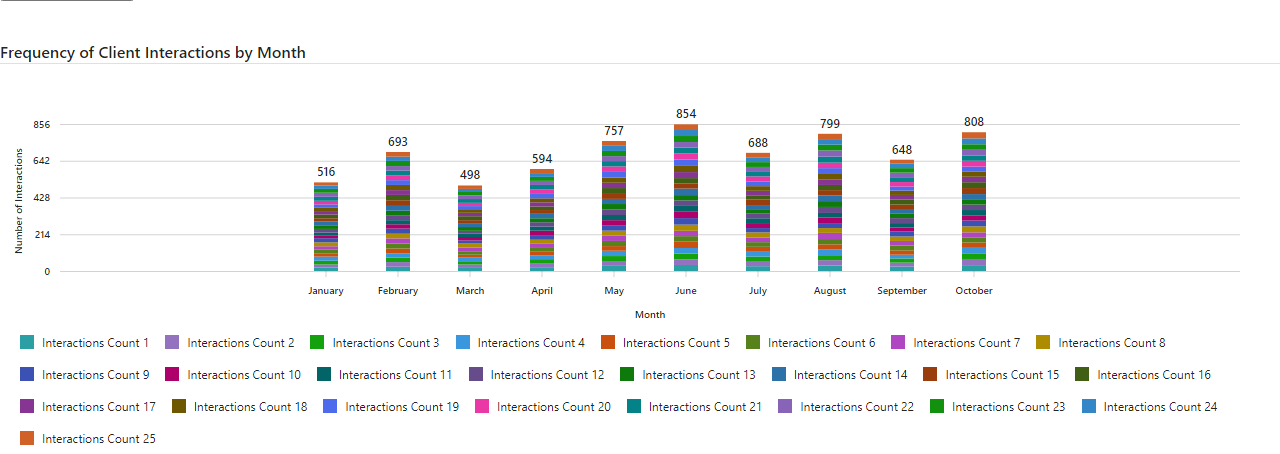 Frequency of Client Interactions by Month
856
642
428
214
0
Number of Interactions
516
693
498
594
757
854
688
799
648
808
January February March April May June July August September October
Month
Interactions Count 1 Interactions Count 2 Interactions Count 3 Interactions Count 4 Interactions Count 5 Interactions Count 6 Interactions Count 7 Interactions Count 8
Interactions Count 9 Interactions Count 10 Interactions Count 11 Interactions Count 12 Interactions Count 13 Interactions Count 14 Interactions Count 15 Interactions Count 16
Interactions Count 17 Interactions Count 18 Interactions Count 19 Interactions Count 20 Interactions Count 21 Interactions Count 22 Interactions Count 23 Interactions Count 24
Interactions Count 25